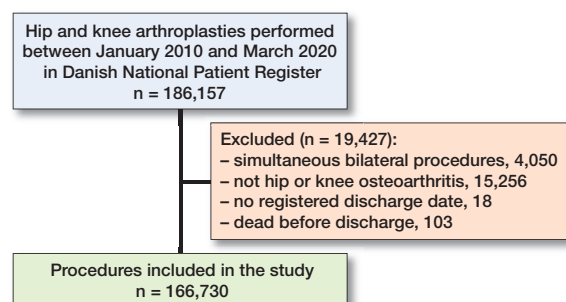 Hip and knee arthroplasties performed
between January 2010 and March 2020
in Danish National Patient Register
n = 186,157
Excluded (n = 19,427):
– simultaneous bilateral procedures, 4,050
– not hip or knee osteoarthritis, 15,256
– no registered discharge date, 18
– dead before discharge, 103
Procedures included in the study
n = 166,730